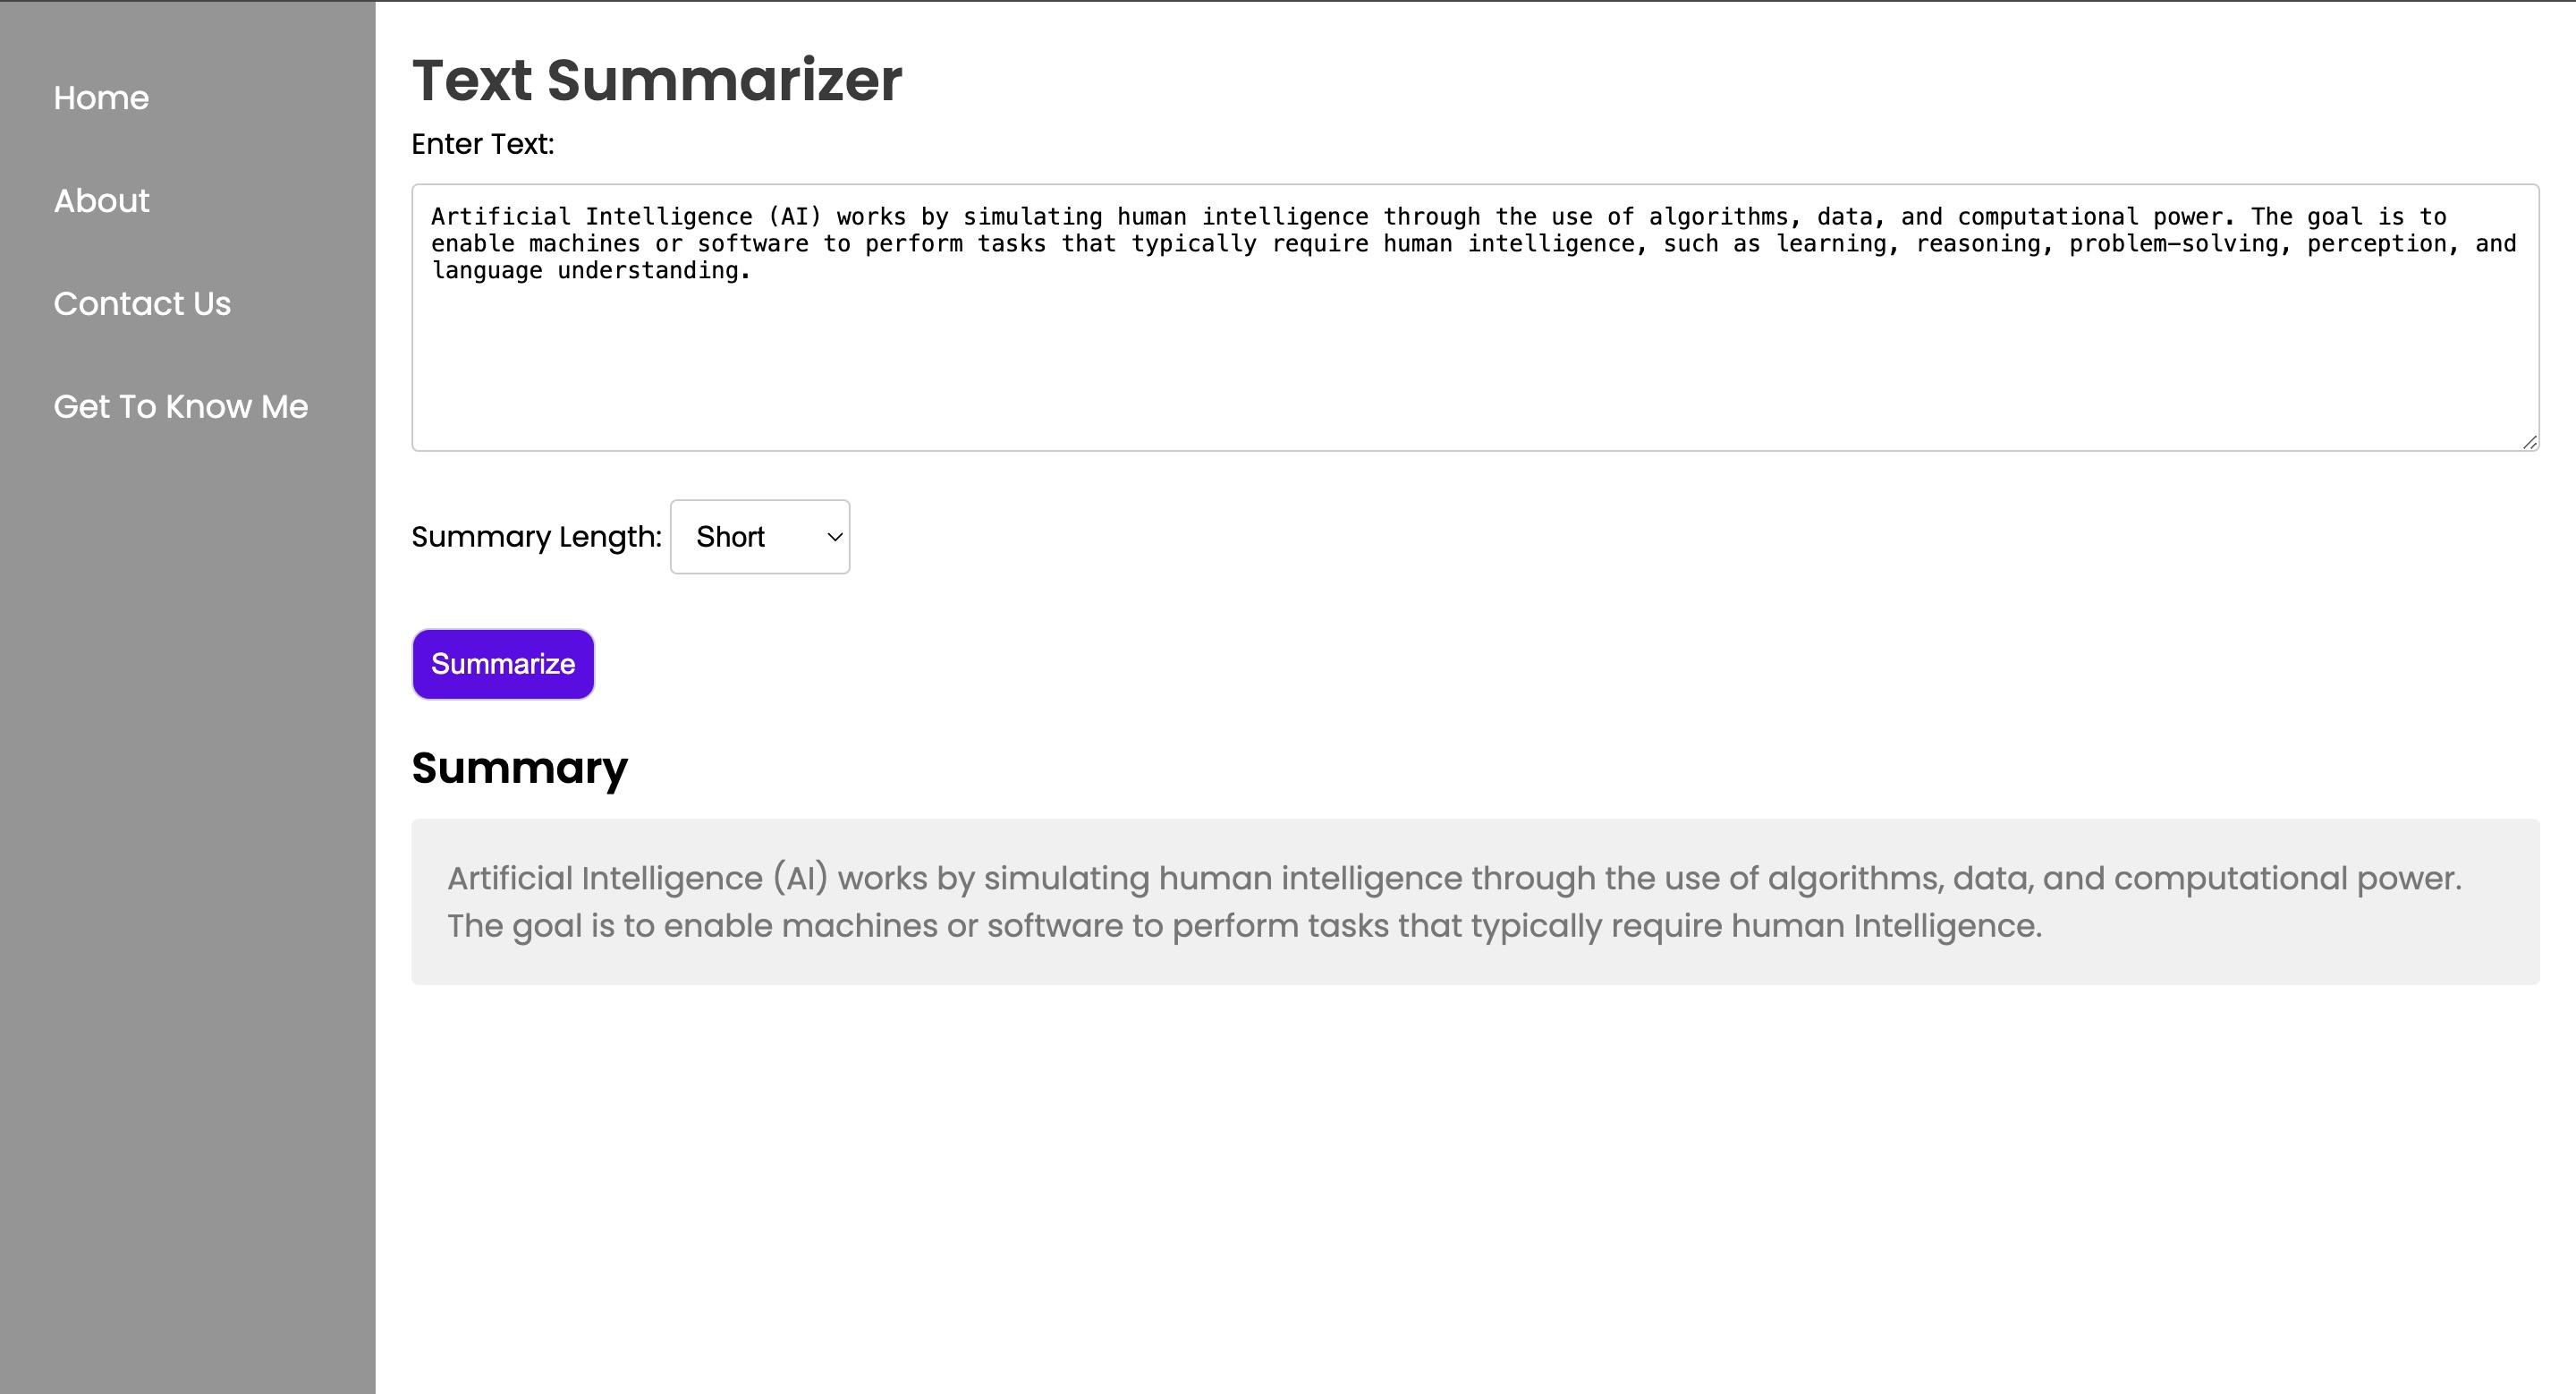 Home
About
Contact Us
Get To Know Me
Text Summarizer
Enter Text:
Artificial Intelligence (AI) works by simulating human intelligence through the use of algorithms, data, and computational power. The goal is to
enable machines or software to perform tasks that typically require human intelligence, such as learning, reasoning, problem-solving, perception, and
language understanding.
Summary Length: Short
Summarize
Summary
Artificial Intelligence (AI) works by simulating human intelligence through the use of algorithms, data, and computational power.
The goal is to enable machines or software to perform tasks that typically require human Intelligence.